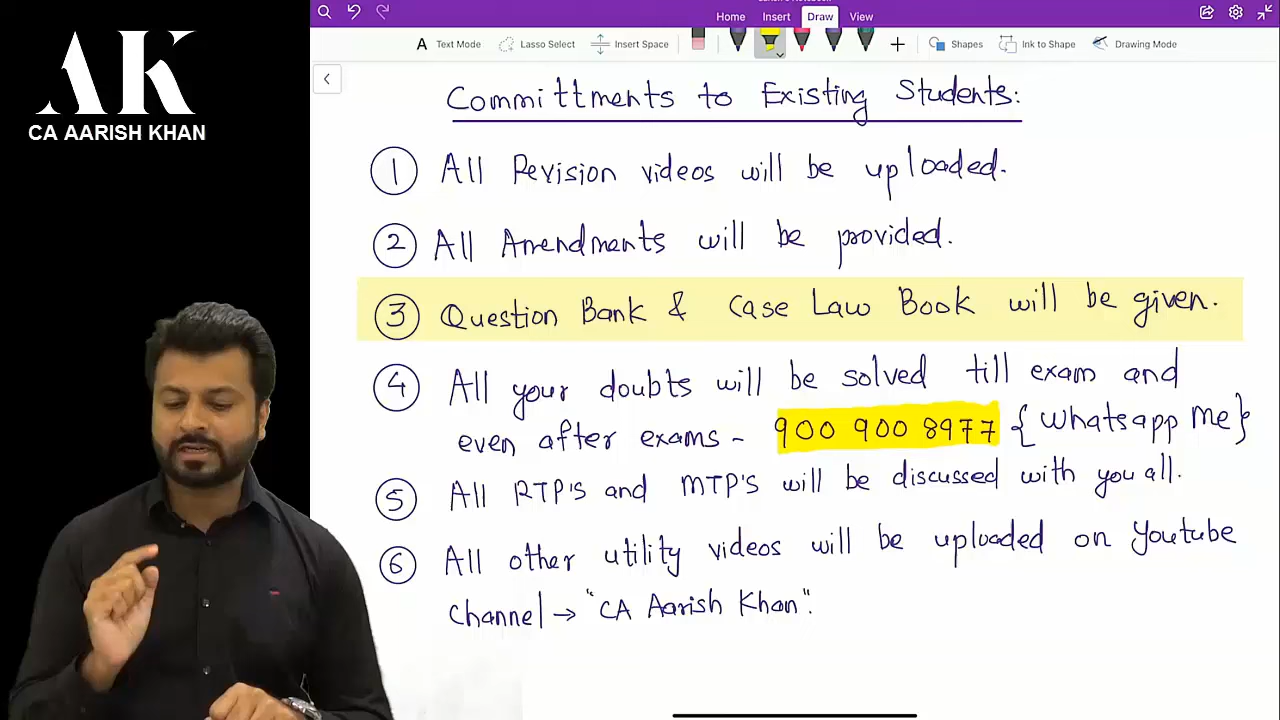 AK
CA AARISH KHAN
Home Insert Draw View
Text Mode Lasso Select Insert Space Shapes Ink to Shape Drawing Mode
Committments to Existing Students:
1 All Revision videos will be uploaded.
2 All Amendments will be provided.
3 Question Bank & Case Law Book will be given.
4 All your doubts will be solved till exam and
even after exams - 900 900 8977 {Whatsapp Me}
5 All RTP's and MTP's will be discussed with you all.
6 All other utility videos will be uploaded on Youtube
Channel → "CA Aarish Khan".